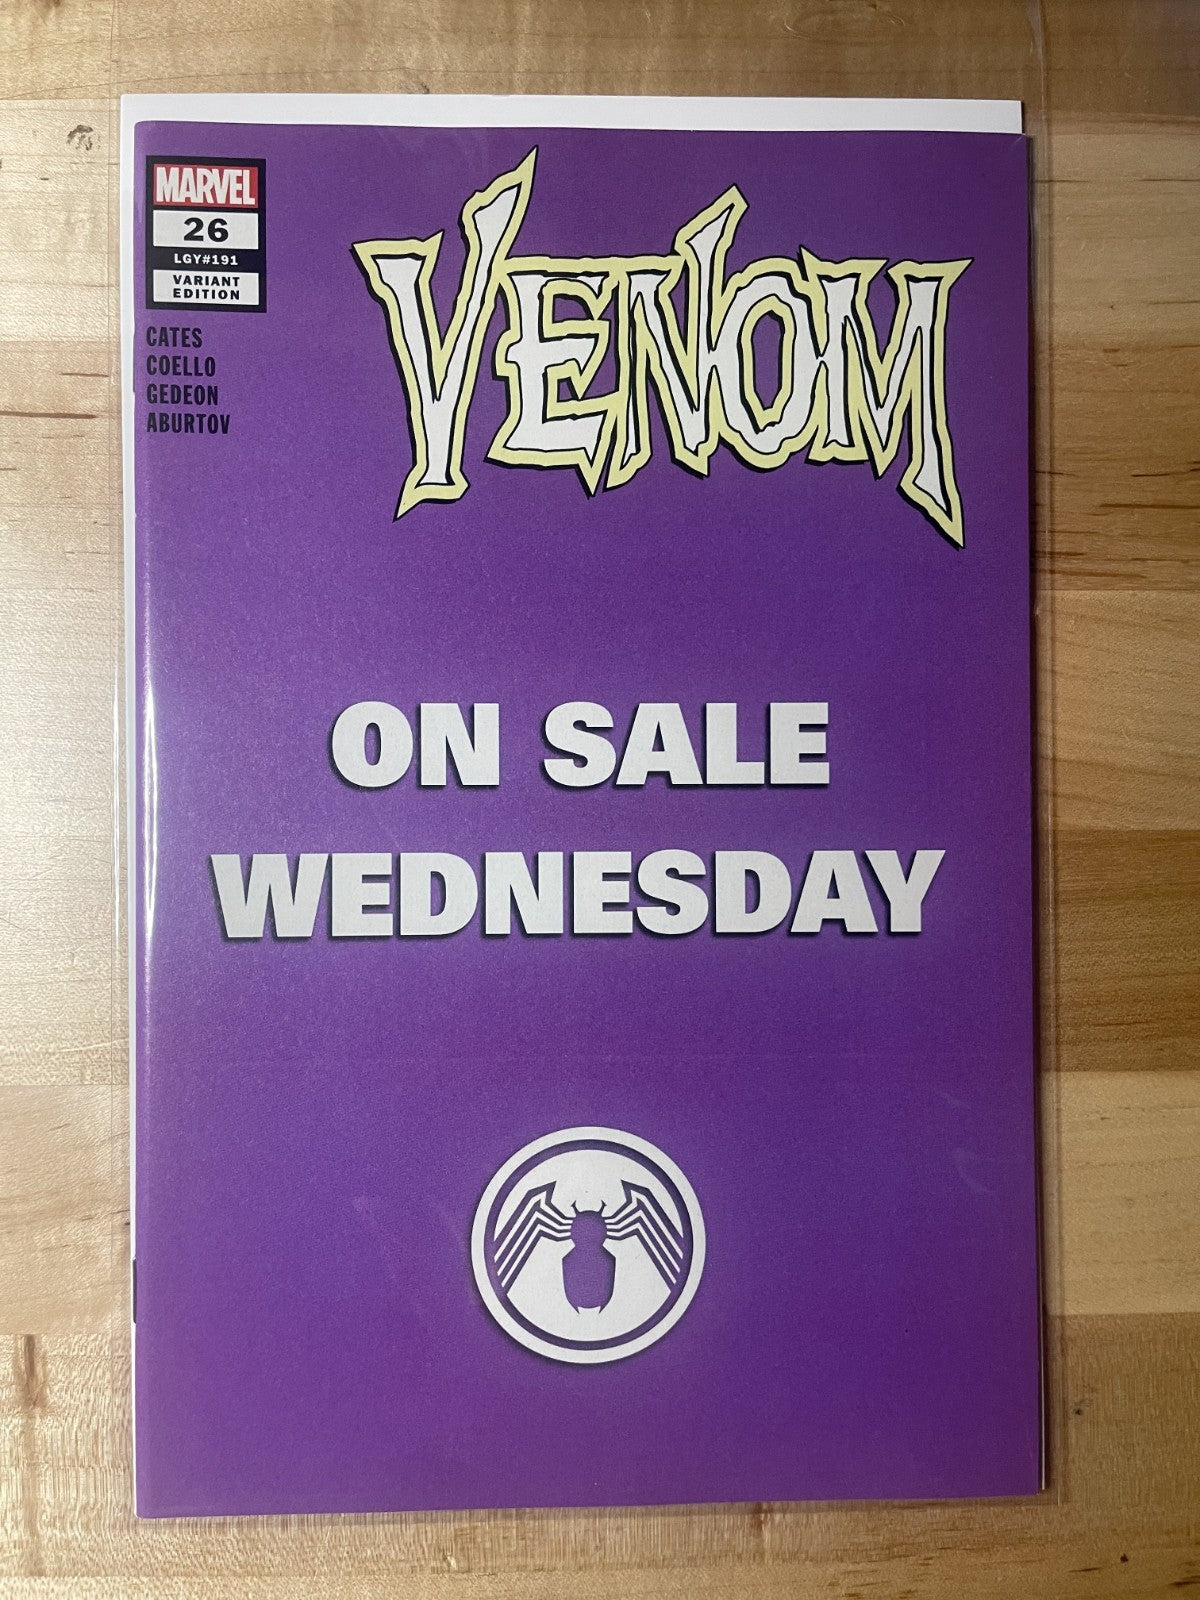 MARVEL
26
LGY#191
VARIANT
EDITION
CATES
COELLO
GEDEON
ABURTOV
VENOM
ON SALE
WEDNESDAY